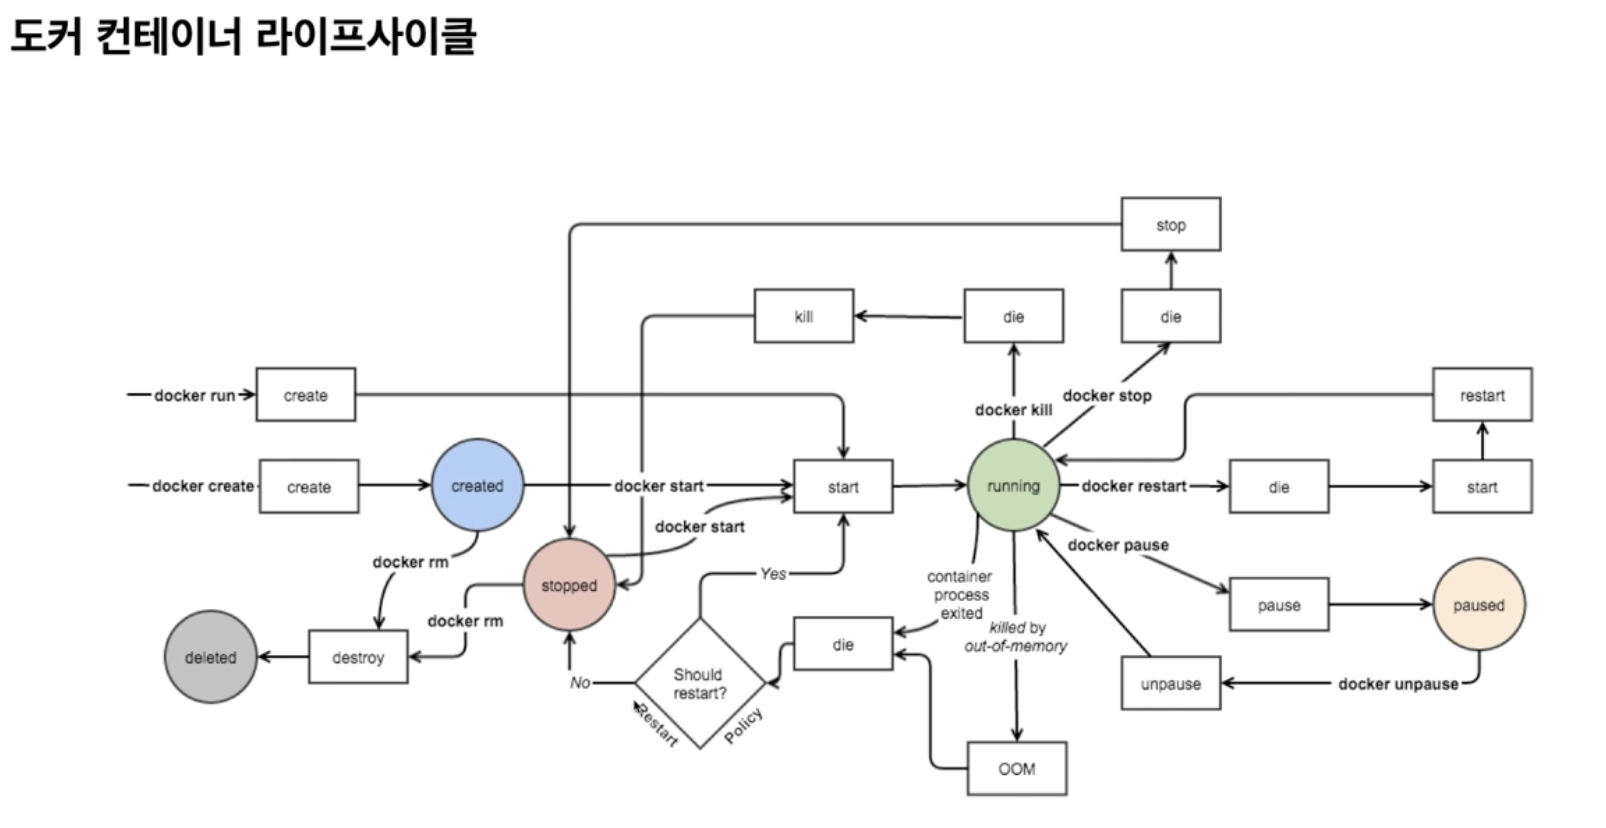 도커 컨테이너 라이프사이클
stop
kill
die
die
docker run
create
docker kill
docker stop
restart
docker create
create
created
docker start
start
running
docker restart
die
start
docker start
docker pause
docker rm
stopped
Yes
container
process
exited
pause
paused
docker rm
killed by
out-of-memory
deleted
destroy
die
Should
restart?
No
Restart
Policy
unpause
docker unpause
OOM